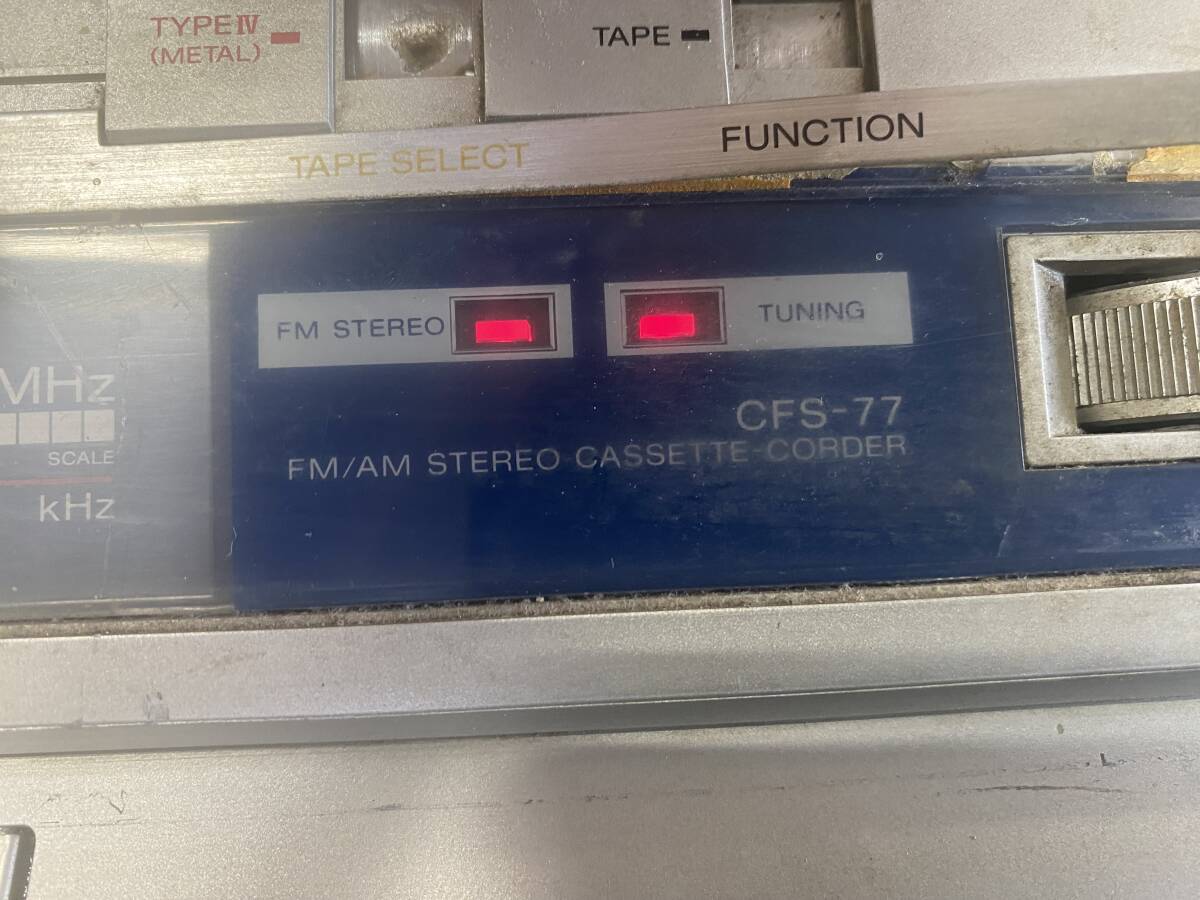 TYPE IV
(METAL)
TAPE
TAPE SELECT
FUNCTION
FM STEREO
TUNING
MHz
SCALE
kHz
CFS-77
FM/AM STEREO CASSETTE-CORDER